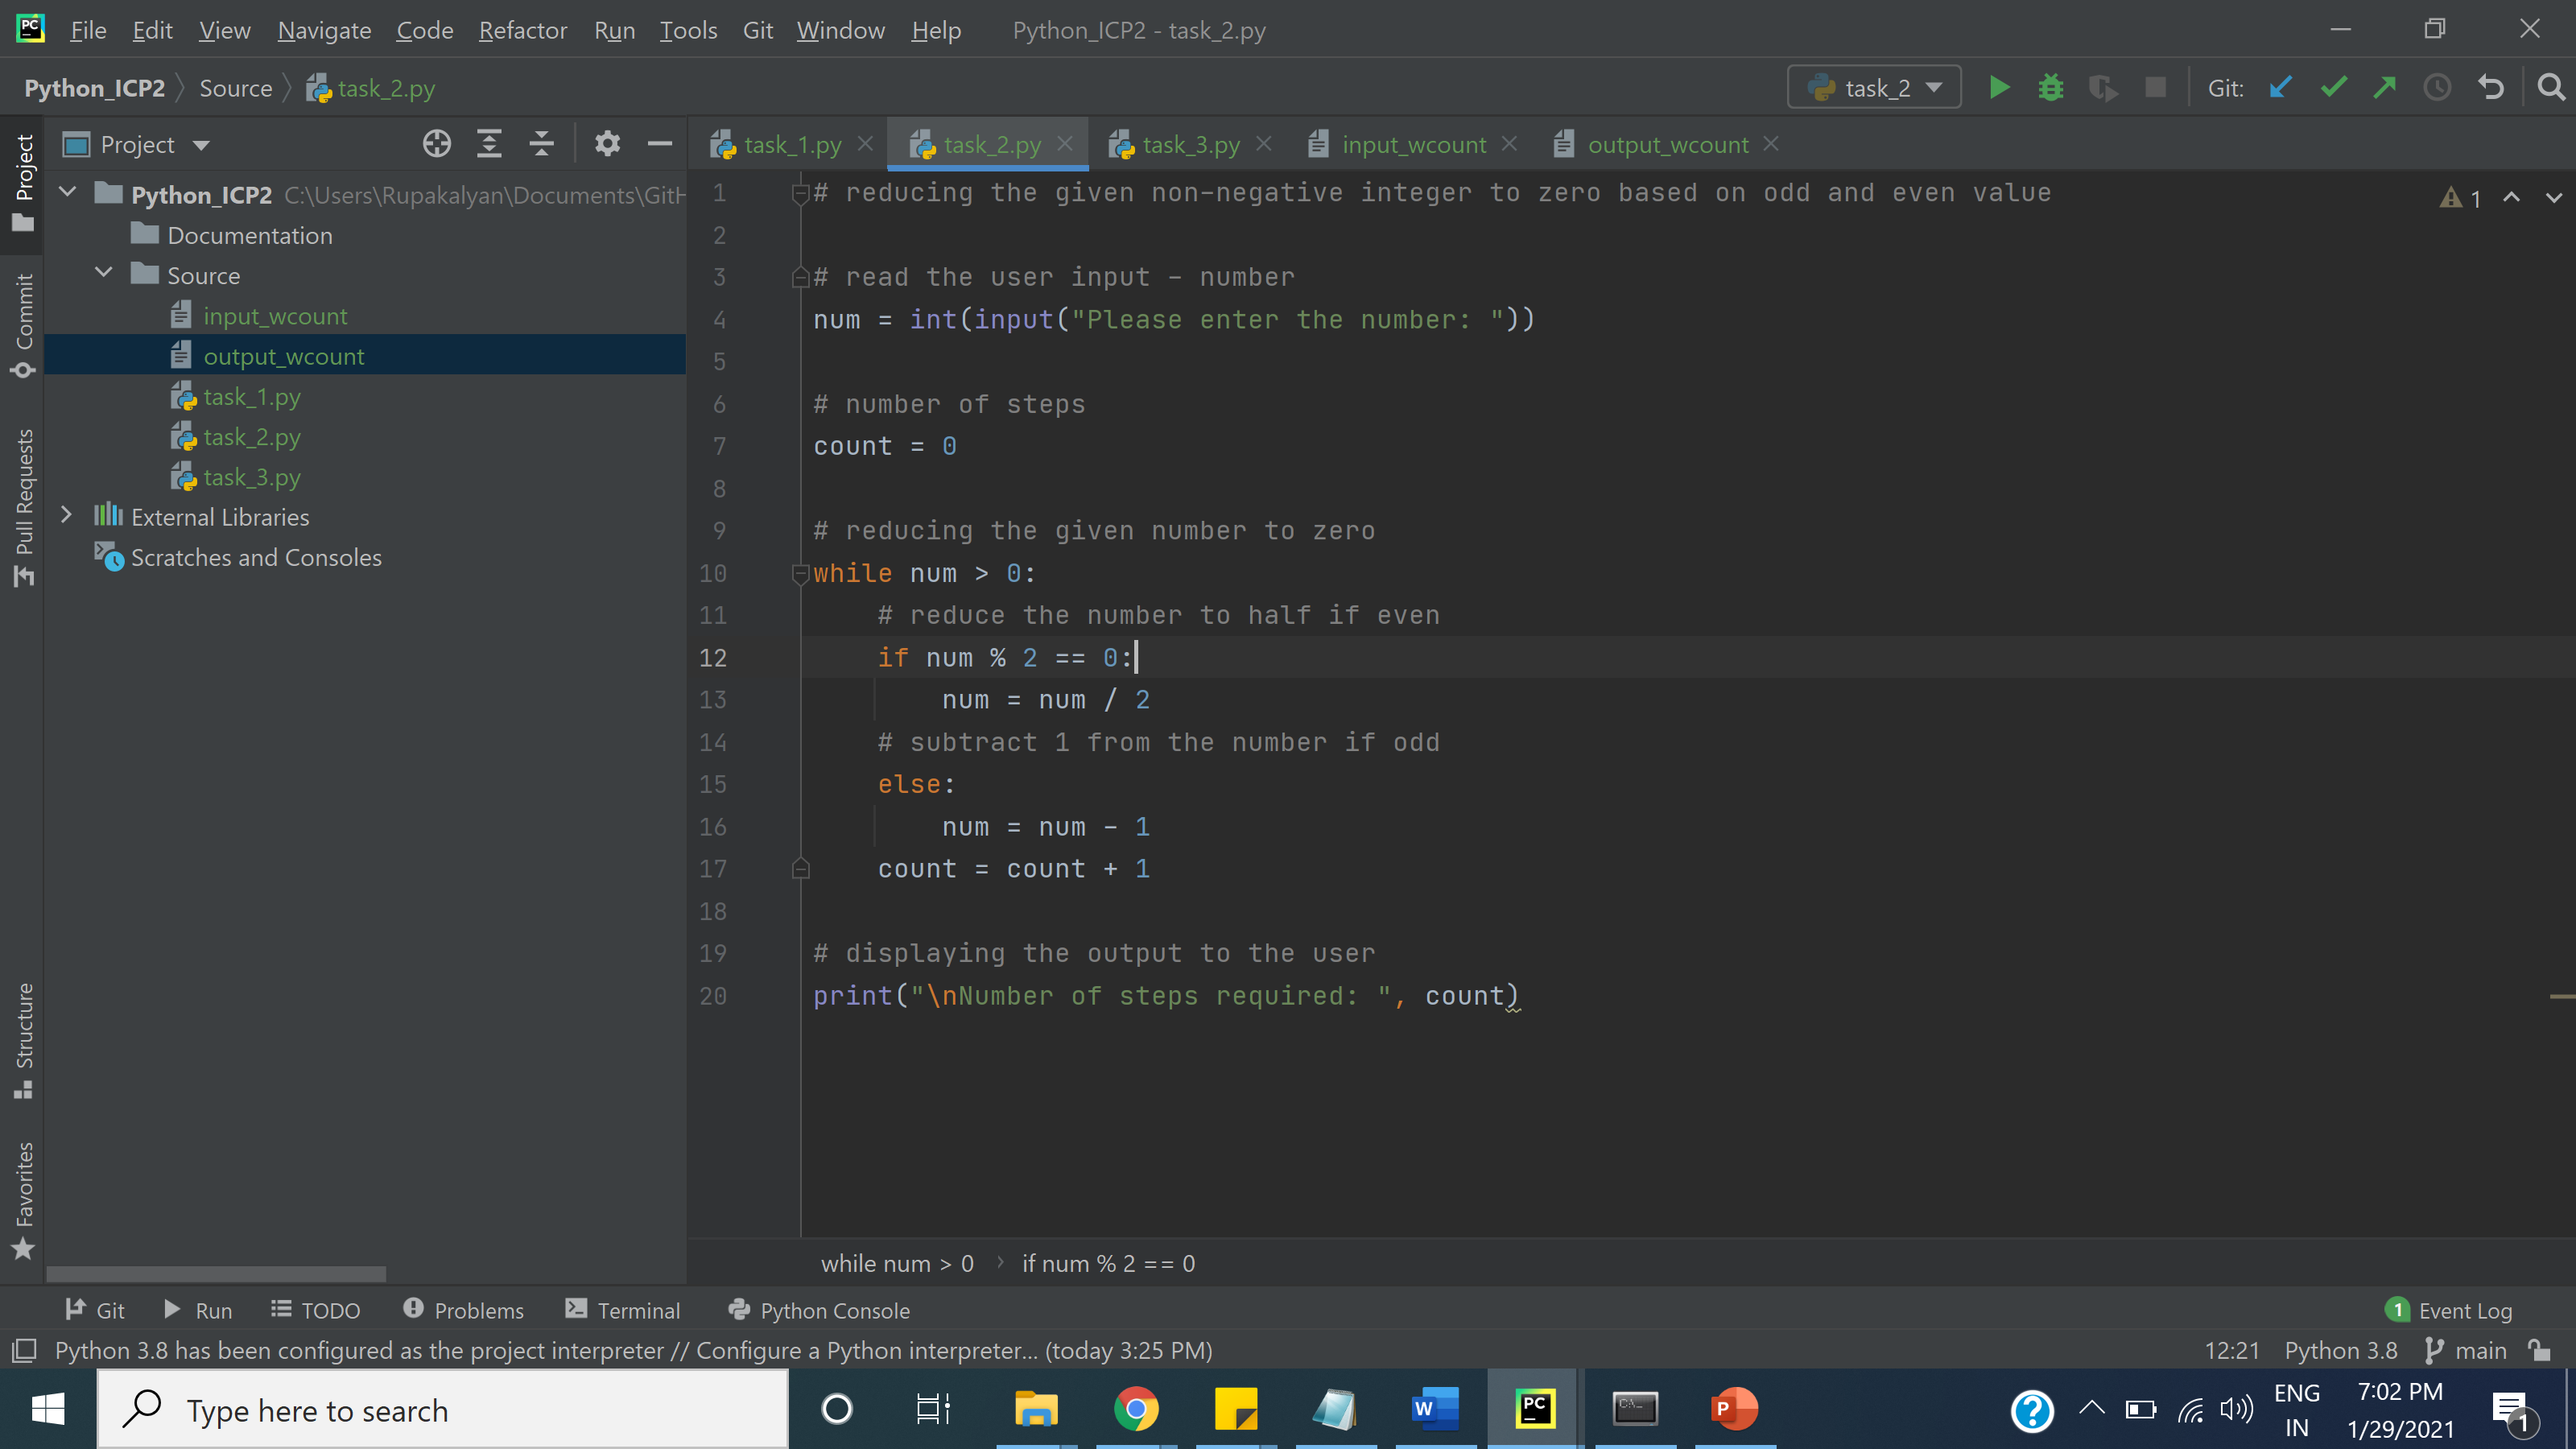 PC File Edit View Navigate Code Refactor Run Tools Git Window Help Python_ICP2 - task_2.py
Python_ICP2 Source task_2.py task_2 Git:
Project
task_1.py task_2.py task_3.py input_wcount output_wcount
Python_ICP2 C:\Users\Rupakalyan\Documents\GitH
Documentation
Source
input_wcount
output_wcount
task_1.py
task_2.py
task_3.py
External Libraries
Scratches and Consoles
Project
Commit
Pull Requests
Structure
Favorites
1 # reducing the given non-negative integer to zero based on odd and even value
1
2
3 # read the user input - number
4 num = int(input("Please enter the number: "))
5
6 # number of steps
7 count = 0
8
9 # reducing the given number to zero
10 while num > 0:
11 # reduce the number to half if even
12 if num % 2 == 0:
13 num = num / 2
14 # subtract 1 from the number if odd
15 else:
16 num = num - 1
17 count = count + 1
18
19 # displaying the output to the user
20 print("\nNumber of steps required: ", count)
while num > 0 › if num % 2 == 0
Git Run TODO Problems Terminal Python Console 1 Event Log
Python 3.8 has been configured as the project interpreter // Configure a Python interpreter... (today 3:25 PM) 12:21 Python 3.8 main
Type here to search
W
PC
C:\_
P
?
ENG
IN
7:02 PM
1/29/2021
1